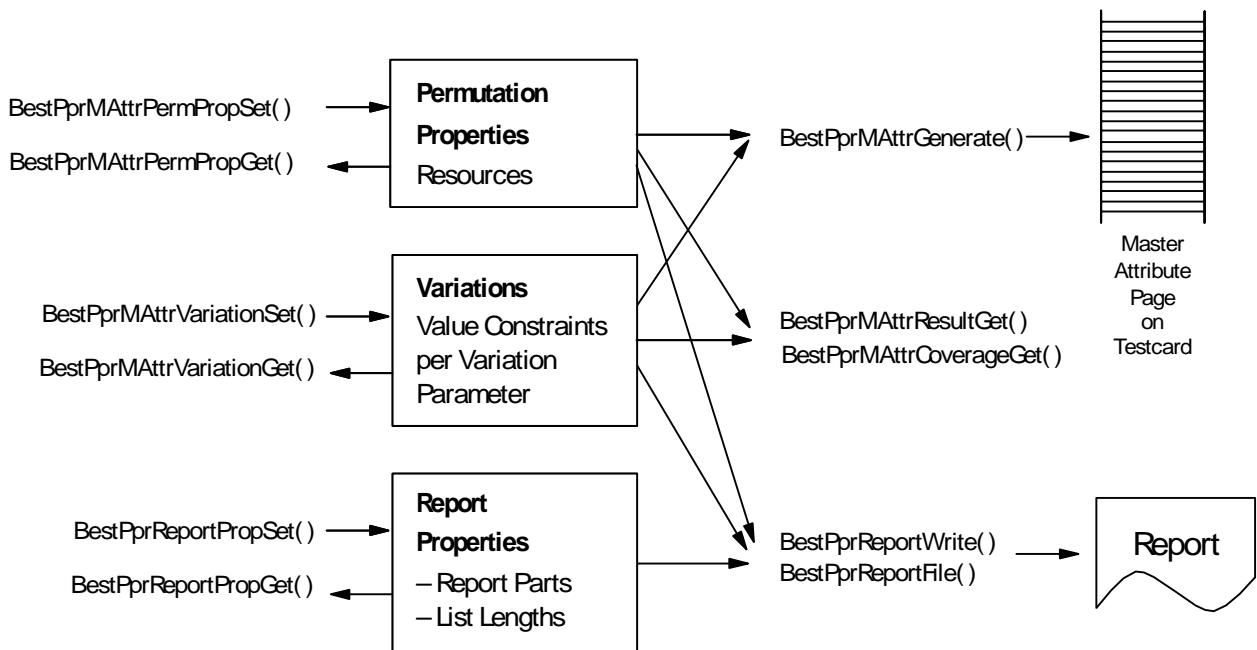 BestPprMAttrPermPropSet( )
BestPprMAttrPermPropGet( )
Permutation
Properties
Resources
BestPprMAttrGenerate( )
Master
Attribute
Page
on
Testcard
BestPprMAttrVariationSet( )
BestPprMAttrVariationGet( )
Variations
Value Constraints
per Variation
Parameter
BestPprMAttrResultGet( )
BestPprMAttrCoverageGet( )
BestPprReportPropSet( )
BestPprReportPropGet( )
Report
Properties
– Report Parts
– List Lengths
BestPprReportWrite( )
BestPprReportFile( )
Report